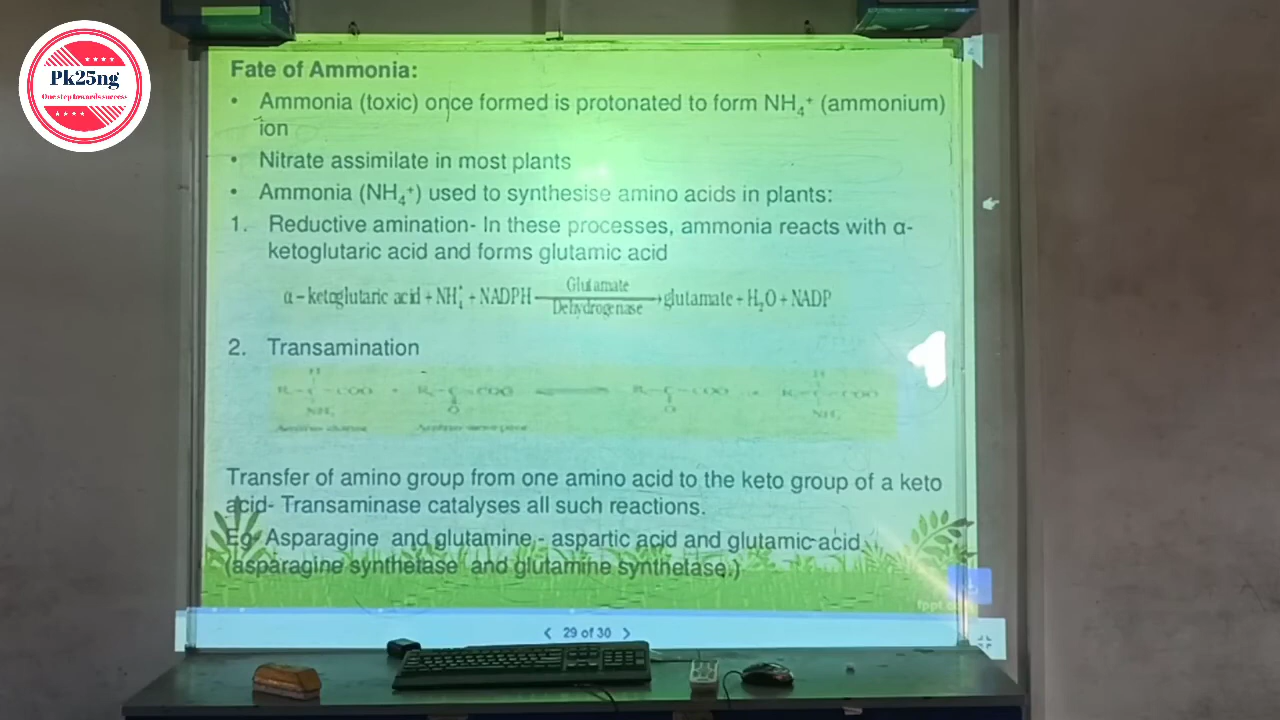 Pk25ng
One step towards success
Fate of Ammonia:
• Ammonia (toxic) once formed is protonated to form NH₄⁺ (ammonium)
ion
• Nitrate assimilate in most plants
• Ammonia (NH₄⁺) used to synthesise amino acids in plants:
1. Reductive amination- In these processes, ammonia reacts with α-
ketoglutaric acid and forms glutamic acid
Glutamate
α – ketoglutaric acid + NH₄⁺ + NADPH → glutamate + H₂O + NADP
Dehydrogenase
2. Transamination
Transfer of amino group from one amino acid to the keto group of a keto
acid- Transaminase catalyses all such reactions.
Eg- Asparagine and glutamine - aspartic acid and glutamic acid
(asparagine synthetase and glutamine synthetase.)
29 of 30